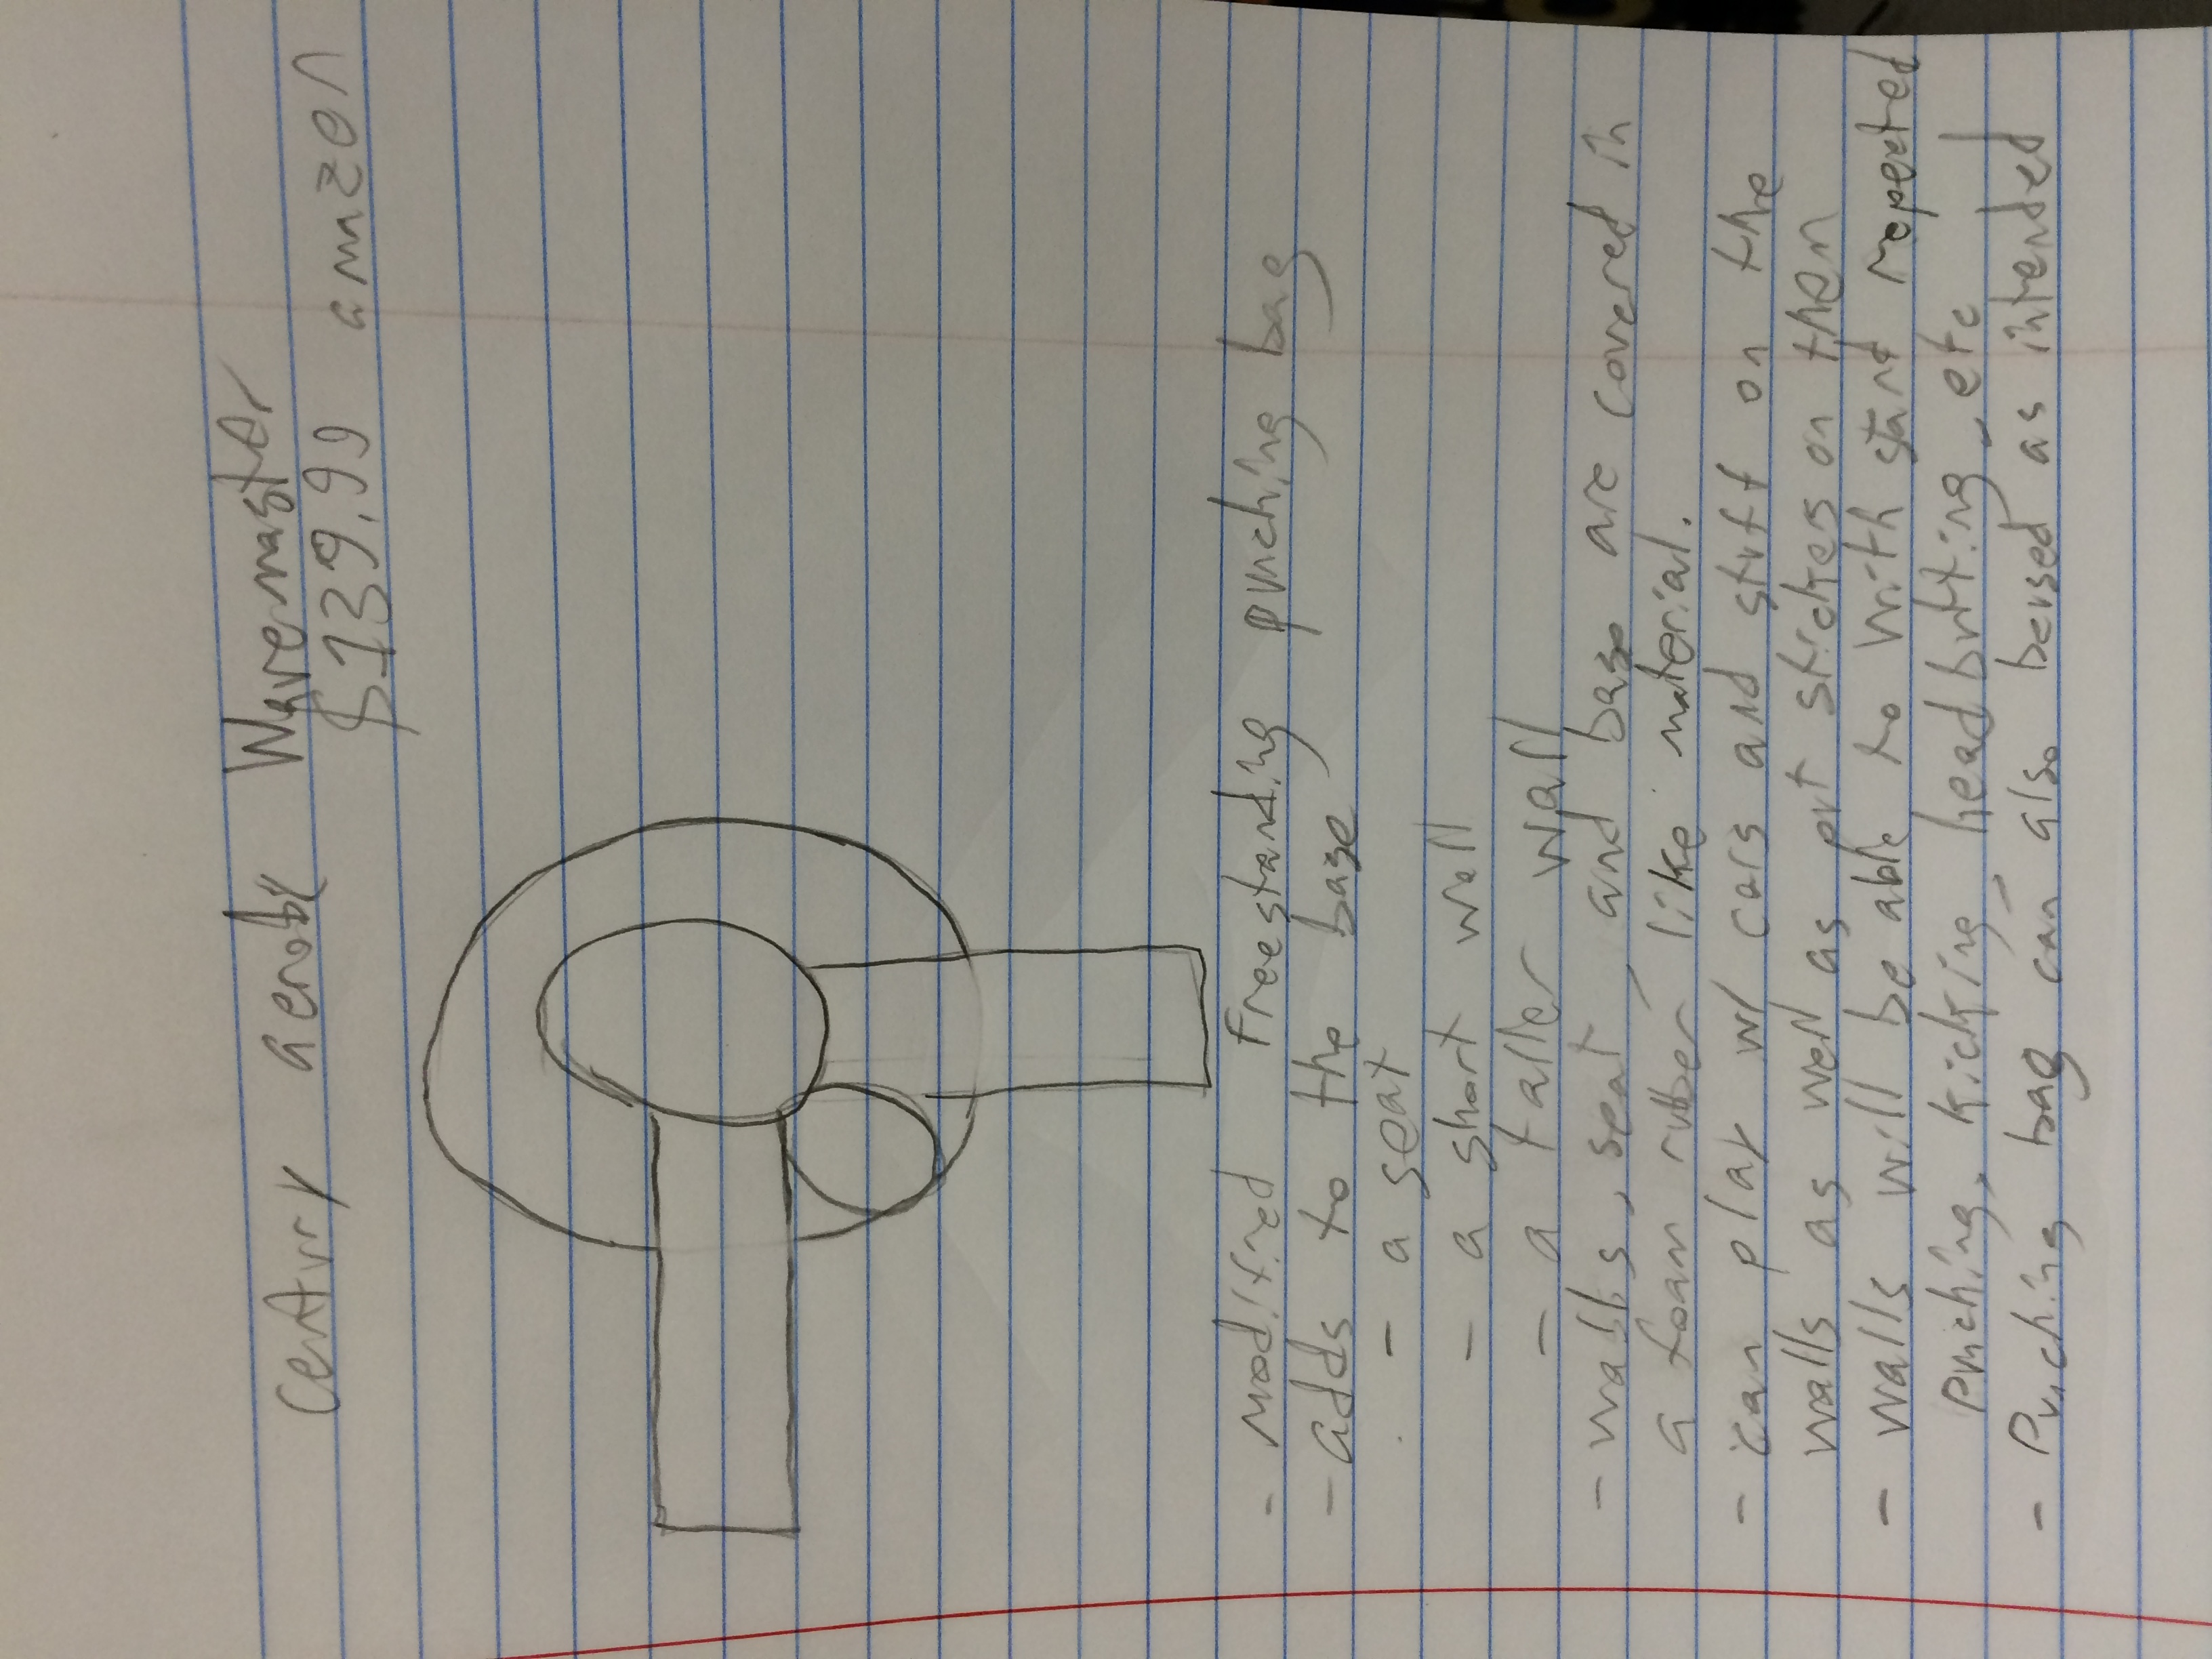 Century aerobic Wavemaster
$139.99 amazon
- modified freestanding punching bag
- adds to the base
- a seat
- a short wall
- a taller wall
- walls, seat, and base are covered in
a foam rubber like material.
- can play w/ cars and stuff on the
walls as well as put stickers on them
- walls will be able to with stand repeated
punching, kicking, headbutting, etc
- Punching bag can also be used as intended